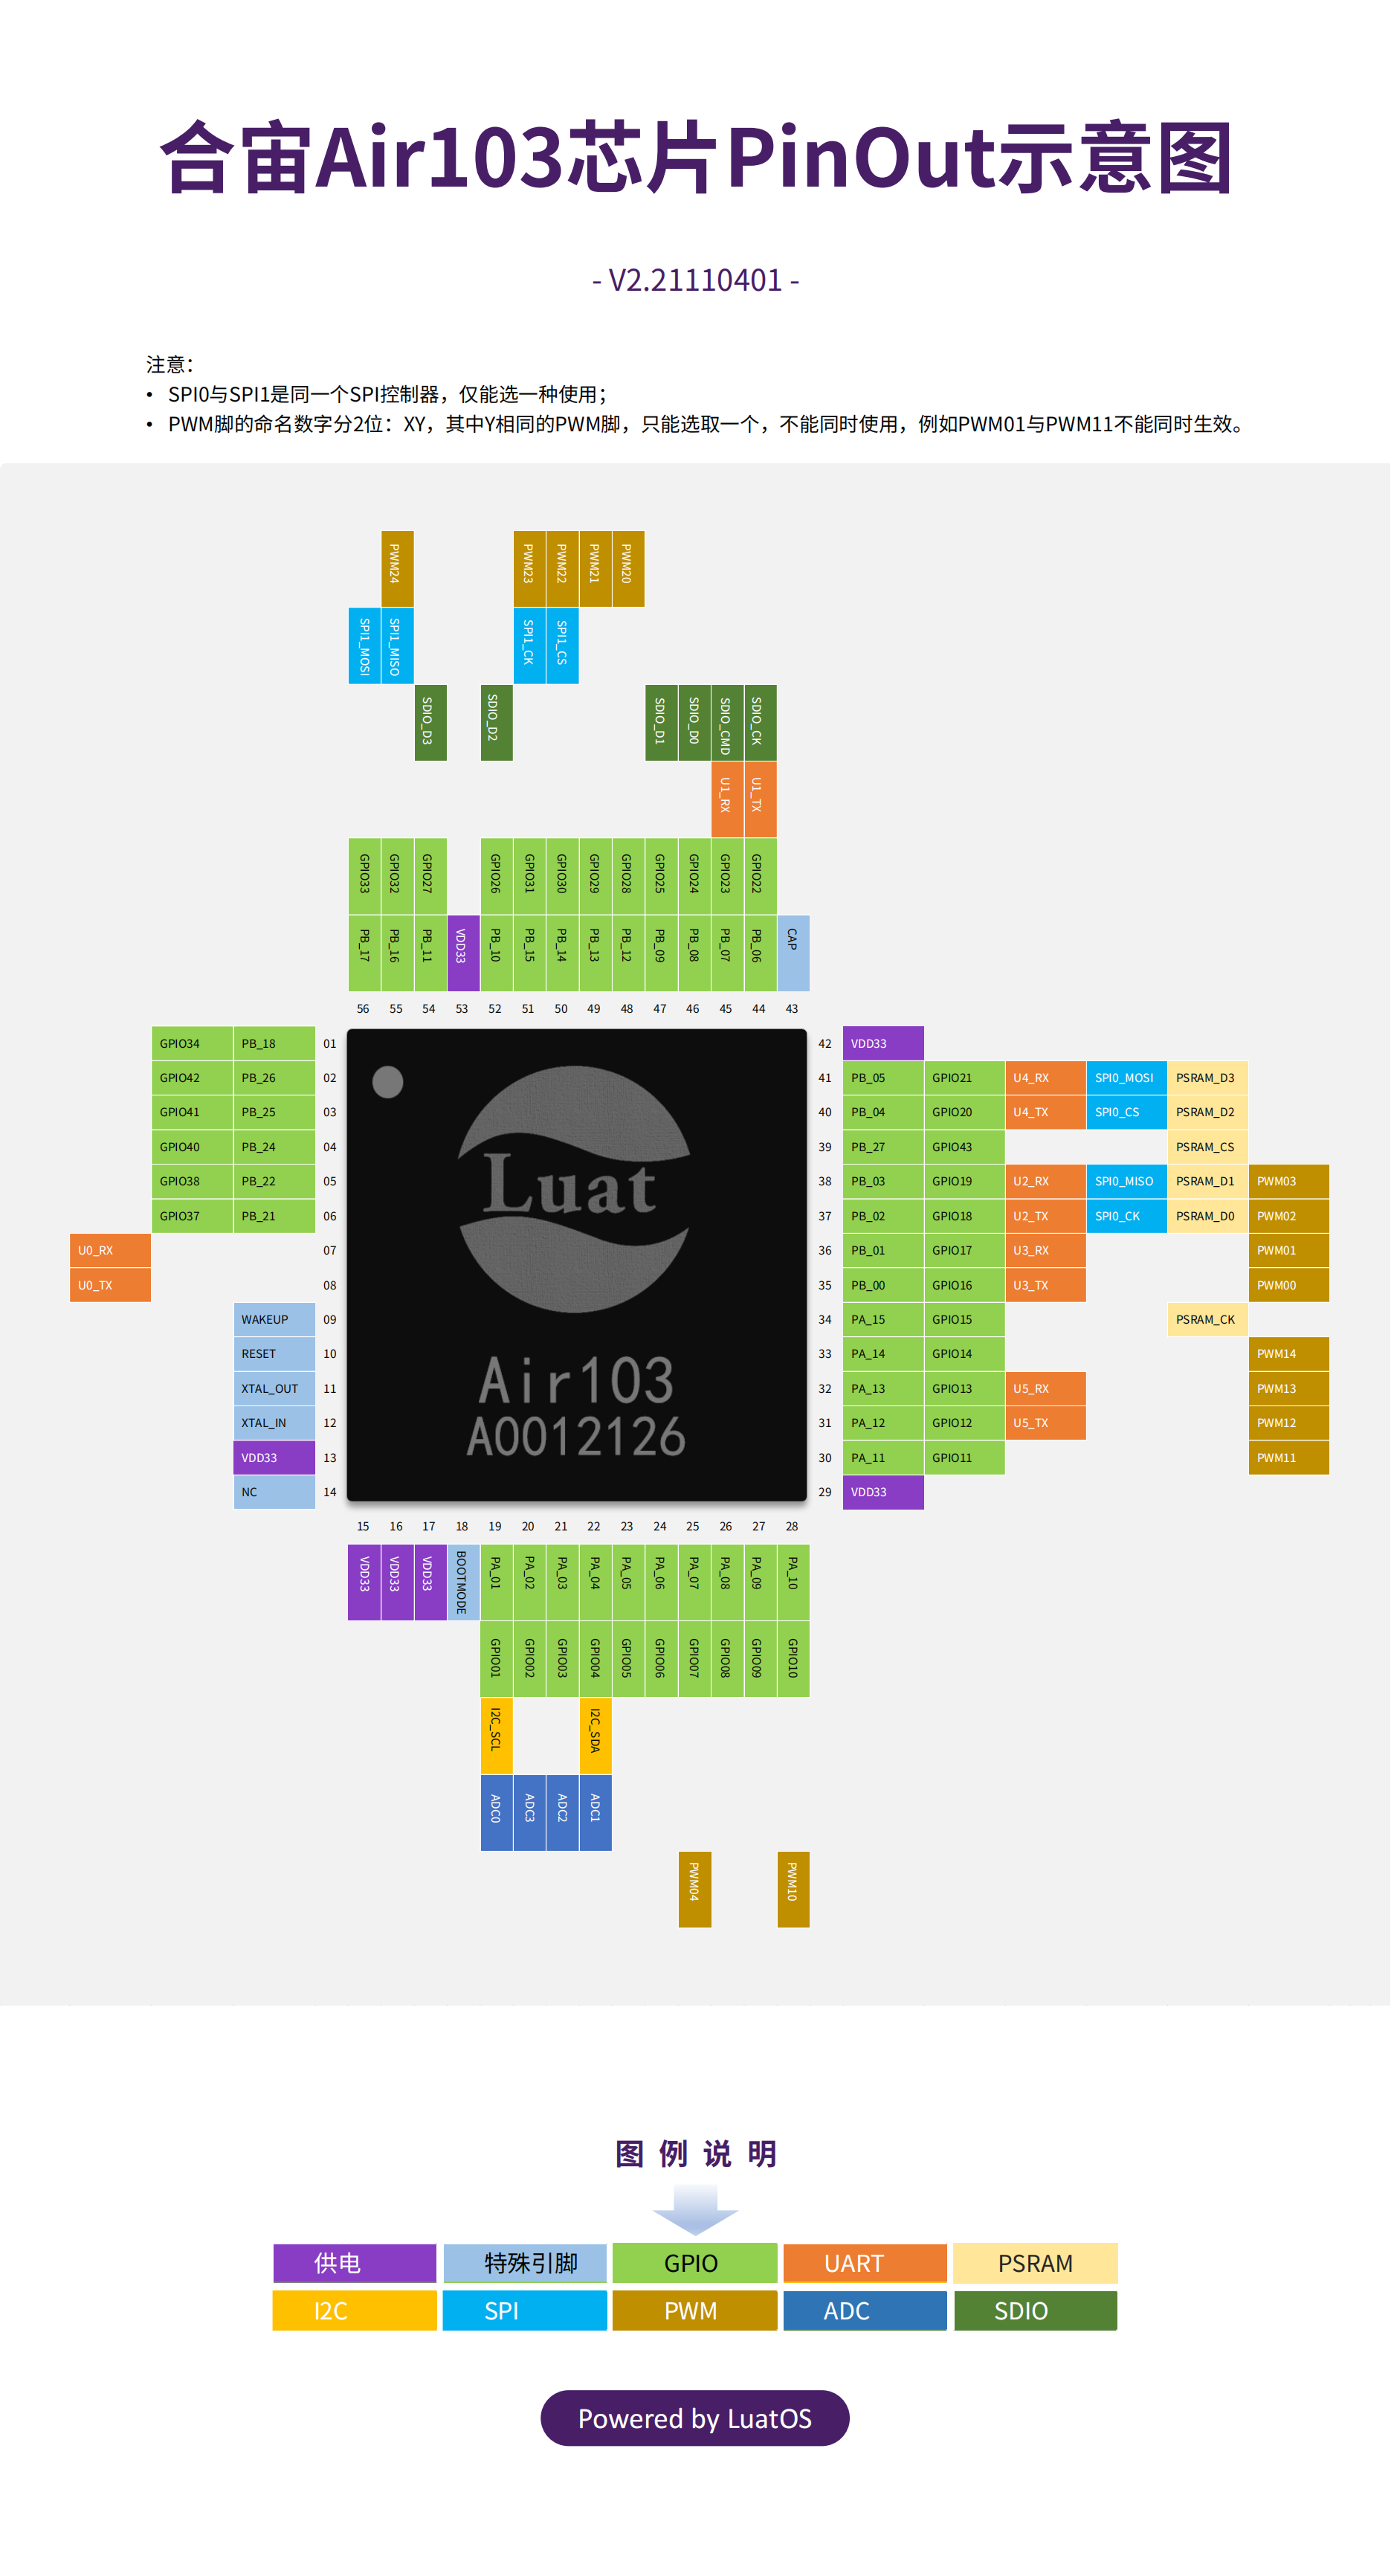 合宙Air103芯片PinOut示意图
- V2.21110401 -
注意：
• SPI0与SPI1是同一个SPI控制器，仅能选一种使用；
• PWM脚的命名数字分2位：XY，其中Y相同的PWM脚，只能选取一个，不能同时使用，例如PWM01与PWM11不能同时生效。
PWM24 PWM23 PWM22 PWM21 PWM20
SPI1_MOSI SPI1_MISO SPI1_CK SPI1_CS
SDIO_D3 SDIO_D2 SDIO_D1 SDIO_D0 SDIO_CMD SDIO_CK
U1_RX U1_TX
GPIO33 GPIO32 GPIO27 GPIO26 GPIO31 GPIO30 GPIO29 GPIO28 GPIO25 GPIO24 GPIO23 GPIO22
PB_17 PB_16 PB_11 VDD33 PB_10 PB_15 PB_14 PB_13 PB_12 PB_09 PB_08 PB_07 PB_06 CAP
56 55 54 53 52 51 50 49 48 47 46 45 44 43
GPIO34 PB_18 01
GPIO42 PB_26 02
GPIO41 PB_25 03
GPIO40 PB_24 04
GPIO38 PB_22 05
GPIO37 PB_21 06
U0_RX 07
U0_TX 08
WAKEUP 09
RESET 10
XTAL_OUT 11
XTAL_IN 12
VDD33 13
NC 14
Luat
Air103
A0012126
42 VDD33
41 PB_05 GPIO21 U4_RX SPI0_MOSI PSRAM_D3
40 PB_04 GPIO20 U4_TX SPI0_CS PSRAM_D2
39 PB_27 GPIO43 PSRAM_CS
38 PB_03 GPIO19 U2_RX SPI0_MISO PSRAM_D1 PWM03
37 PB_02 GPIO18 U2_TX SPI0_CK PSRAM_D0 PWM02
36 PB_01 GPIO17 U3_RX PWM01
35 PB_00 GPIO16 U3_TX PWM00
34 PA_15 GPIO15 PSRAM_CK
33 PA_14 GPIO14 PWM14
32 PA_13 GPIO13 U5_RX PWM13
31 PA_12 GPIO12 U5_TX PWM12
30 PA_11 GPIO11 PWM11
29 VDD33
15 16 17 18 19 20 21 22 23 24 25 26 27 28
VDD33 VDD33 VDD33 BOOTMODE PA_01 PA_02 PA_03 PA_04 PA_05 PA_06 PA_07 PA_08 PA_09 PA_10
GPIO01 GPIO02 GPIO03 GPIO04 GPIO05 GPIO06 GPIO07 GPIO08 GPIO09 GPIO10
I2C_SCL I2C_SDA
ADC0 ADC3 ADC2 ADC1
PWM04 PWM10
图例说明
供电 特殊引脚 GPIO UART PSRAM
I2C SPI PWM ADC SDIO
Powered by LuatOS